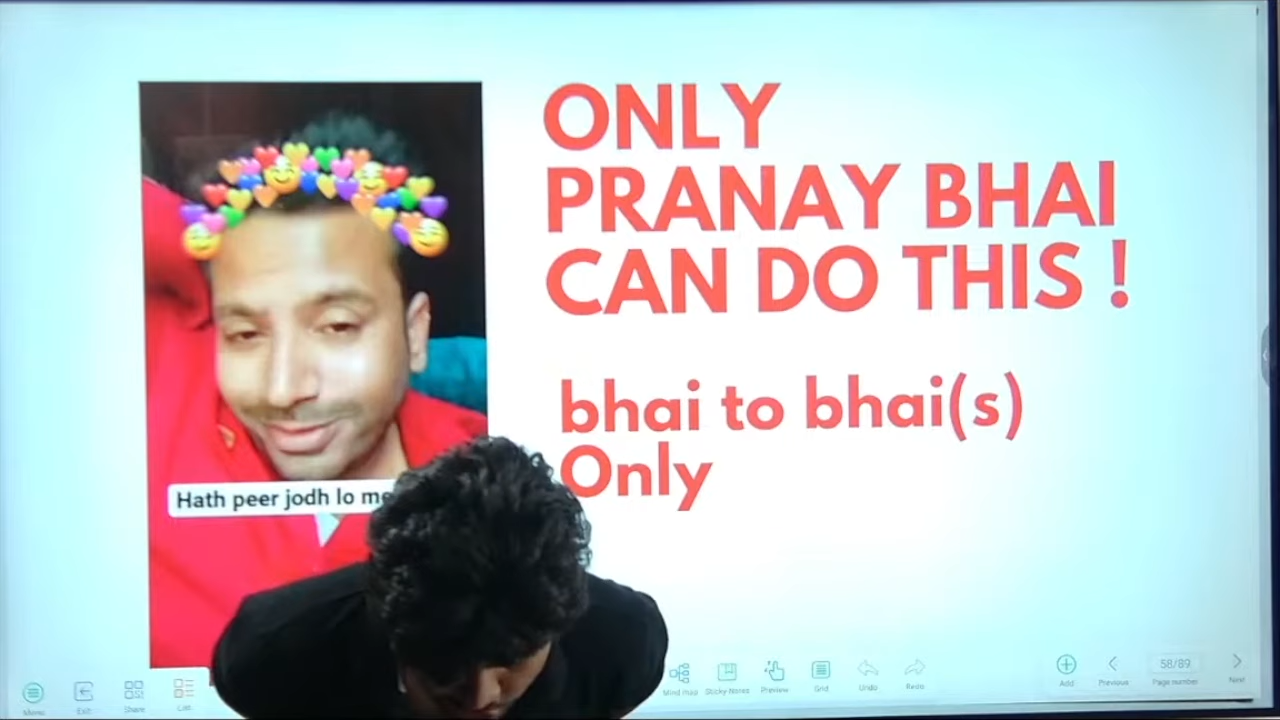 ONLY
PRANAY BHAI
CAN DO THIS !
bhai to bhai(s)
Only
Hath peer jodh lo me
Menu
Exit
Share
List
Mind map
Sticky Notes
Preview
Grid
Undo
Redo
Add
Previous
58/89
Page number
Next